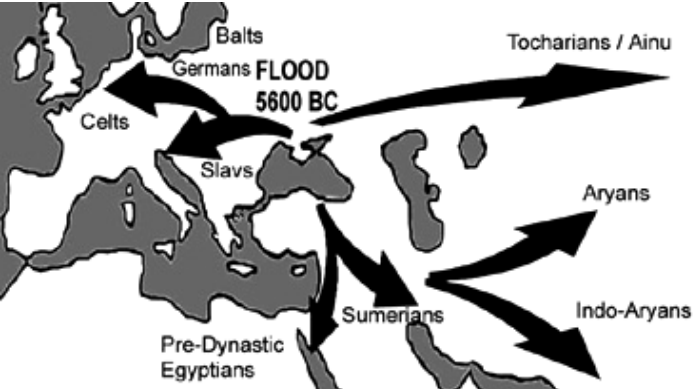 Balts
Tocharians / Ainu
Germans
FLOOD
5600 BC
Celts
Slavs
Aryans
Sumerians
Indo-Aryans
Pre-Dynastic
Egyptians